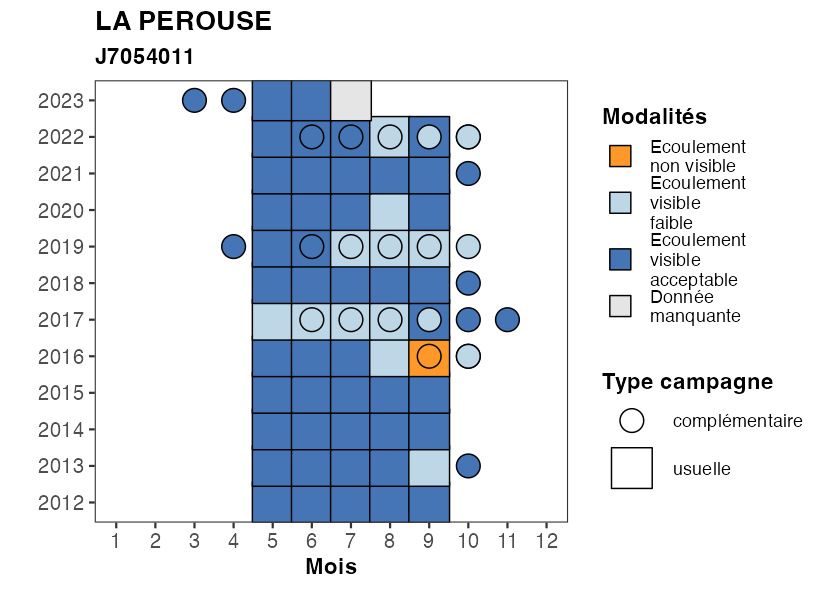 LA PEROUSE
J7054011
2023
2022
2021
2020
2019
2018
2017
2016
2015
2014
2013
2012
1 2 3 4 5 6 7 8 9 10 11 12
Mois
Modalités
Ecoulement
non visible
Ecoulement
visible
faible
Ecoulement
visible
acceptable
Donnée
manquante
Type campagne
complémentaire
usuelle